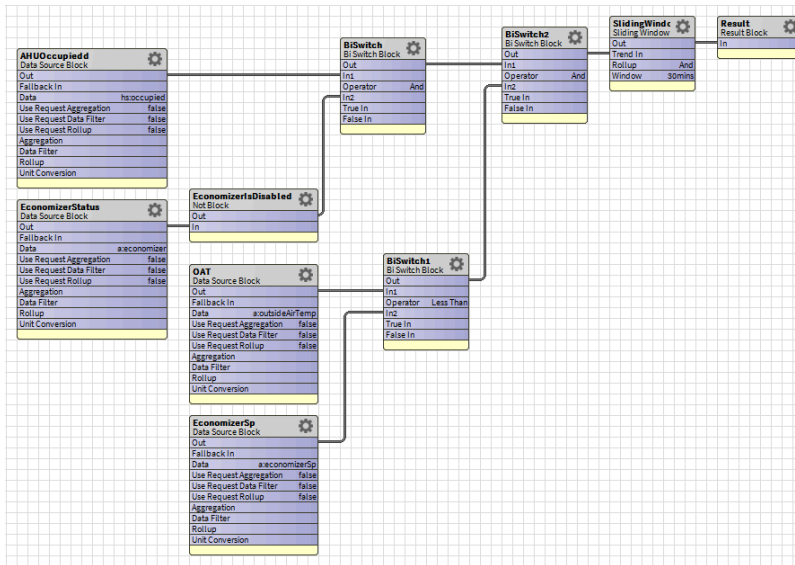 AHUOccupiedd
Data Source Block
Out
Fallback In
Data hs:occupied
Use Request Aggregation false
Use Request Data Filter false
Use Request Rollup false
Aggregation
Data Filter
Rollup
Unit Conversion
EconomizerStatus
Data Source Block
Out
Fallback In
Data a:economizer
Use Request Aggregation false
Use Request Data Filter false
Use Request Rollup false
Aggregation
Data Filter
Rollup
Unit Conversion
EconomizerIsDisabled
Not Block
Out
In
OAT
Data Source Block
Out
Fallback In
Data a:outsideAirTemp
Use Request Aggregation false
Use Request Data Filter false
Use Request Rollup false
Aggregation
Data Filter
Rollup
Unit Conversion
EconomizerSp
Data Source Block
Out
Fallback In
Data a:economizerSp
Use Request Aggregation false
Use Request Data Filter false
Use Request Rollup false
Aggregation
Data Filter
Rollup
Unit Conversion
BiSwitch
Bi Switch Block
Out
In1
Operator And
In2
True In
False In
BiSwitch1
Bi Switch Block
Out
In1
Operator Less Than
In2
True In
False In
BiSwitch2
Bi Switch Block
Out
In1
Operator And
In2
True In
False In
SlidingWindo
Sliding Window
Out
Trend In
Rollup And
Window 30mins
Result
Result Block
In